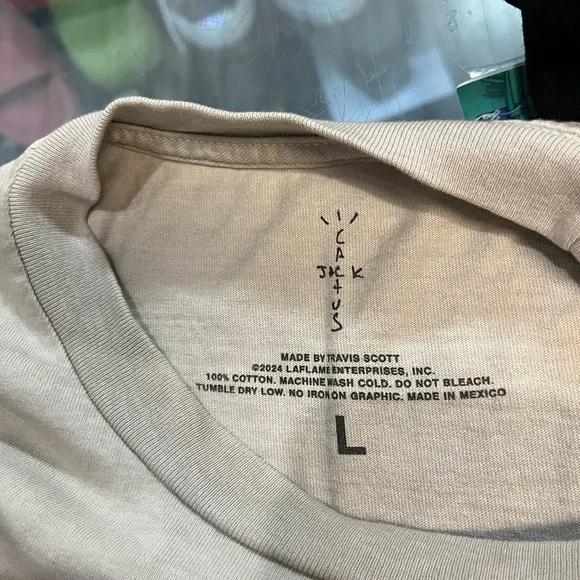 CACTUS
JACK
MADE BY TRAVIS SCOTT
©2024 LAFLAME ENTERPRISES, INC.
100% COTTON. MACHINE WASH COLD. DO NOT BLEACH.
TUMBLE DRY LOW. NO IRON ON GRAPHIC. MADE IN MEXICO
L